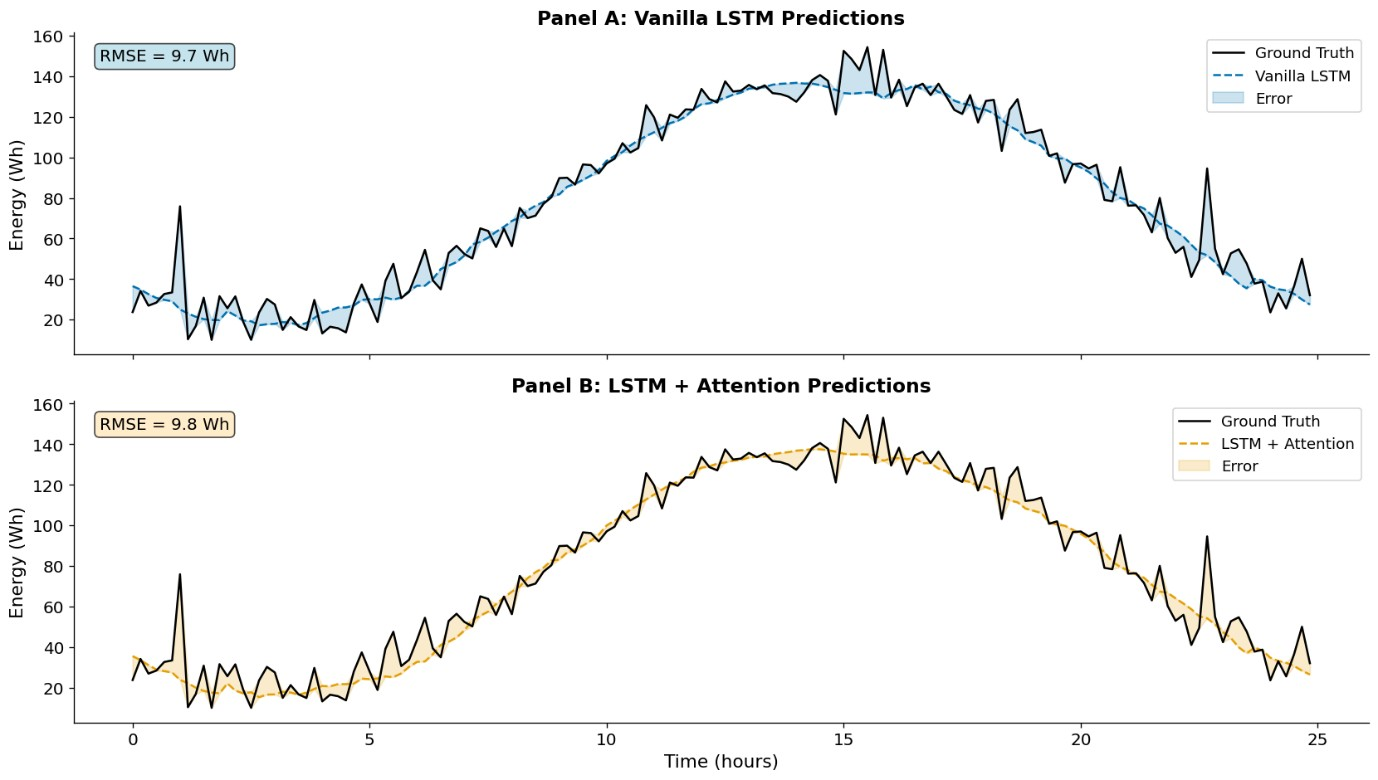 Panel A: Vanilla LSTM Predictions
RMSE = 9.7 Wh
Ground Truth
Vanilla LSTM
Error
Energy (Wh)
160
140
120
100
80
60
40
20
Panel B: LSTM + Attention Predictions
RMSE = 9.8 Wh
Ground Truth
LSTM + Attention
Error
Energy (Wh)
160
140
120
100
80
60
40
20
0 5 10 15 20 25
Time (hours)